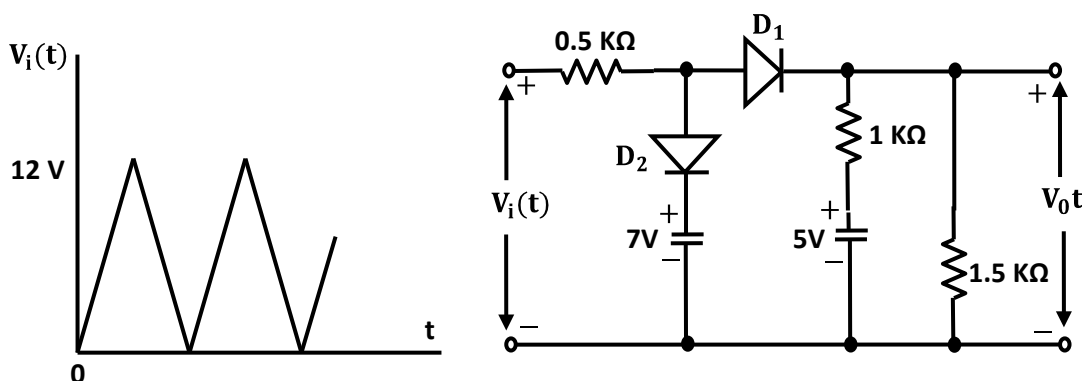 V_i(t)
12 V
0
t
0.5 KΩ
D_1
+
+
D_2
1 KΩ
V_i(t)
+
7V
−
+
5V
−
V_0t
1.5 KΩ
−
−